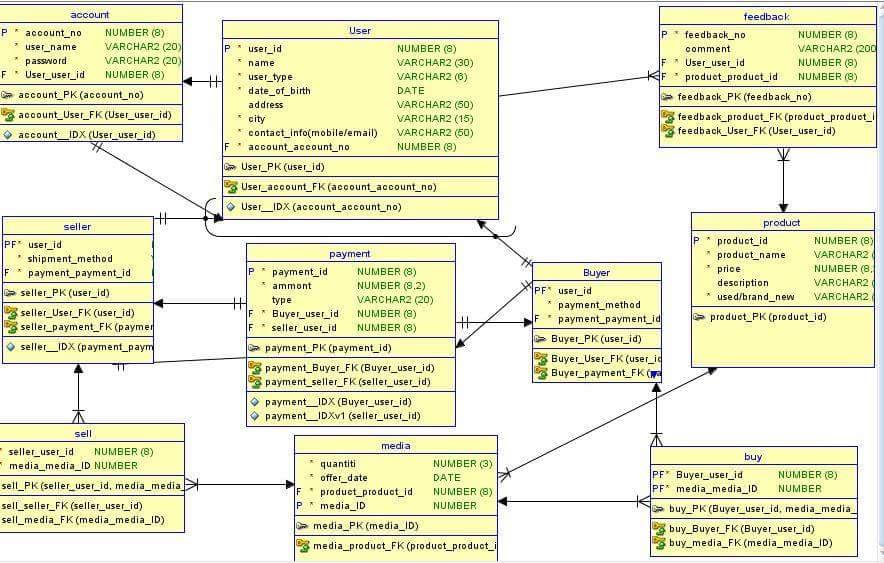 account
P * account_no NUMBER (8)
* user_name VARCHAR2 (20)
* password VARCHAR2 (20)
F * User_user_id NUMBER (8)
account_PK (account_no)
account_User_FK (User_user_id)
account__IDX (User_user_id)
User
P * user_id NUMBER (8)
* name VARCHAR2 (30)
* user_type VARCHAR2 (6)
* date_of_birth DATE
address VARCHAR2 (50)
* city VARCHAR2 (15)
* contact_info(mobile/email) VARCHAR2 (50)
F * account_account_no NUMBER (8)
User_PK (user_id)
User_account_FK (account_account_no)
User__IDX (account_account_no)
feedback
P * feedback_no NUMBER (8)
comment VARCHAR2 (200
F * User_user_id NUMBER (8)
F * product_product_id NUMBER (8)
feedback_PK (feedback_no)
feedback_product_FK (product_product_i
feedback_User_FK (User_user_id)
seller
PF* user_id
* shipment_method
F * payment_payment_id
seller_PK (user_id)
seller_User_FK (user_id)
seller_payment_FK (paymer
seller__IDX (payment_paym
payment
P * payment_id NUMBER (8)
* ammont NUMBER (8,2)
type VARCHAR2 (20)
F * Buyer_user_id NUMBER (8)
F * seller_user_id NUMBER (8)
payment_PK (payment_id)
payment_Buyer_FK (Buyer_user_id)
payment_seller_FK (seller_user_id)
payment__IDX (Buyer_user_id)
payment__IDXv1 (seller_user_id)
Buyer
PF* user_id
* payment_method
F * payment_payment_id
Buyer_PK (user_id)
Buyer_User_FK (user_id
Buyer_payment_FK (
product
P * product_id NUMBER (8)
* product_name VARCHAR2 (
* price NUMBER (8,
description VARCHAR2 (
* used/brand_new VARCHAR2 (
product_PK (product_id)
sell
* seller_user_id NUMBER (8)
* media_media_ID NUMBER
sell_PK (seller_user_id, media_media_
sell_seller_FK (seller_user_id)
sell_media_FK (media_media_ID)
media
* quantiti NUMBER (3)
* offer_date DATE
F * product_product_id NUMBER (8)
P * media_ID NUMBER
media_PK (media_ID)
media_product_FK (product_product_i
buy
PF* Buyer_user_id NUMBER (8)
PF* media_media_ID NUMBER
buy_PK (Buyer_user_id, media_media_
buy_Buyer_FK (Buyer_user_id)
buy_media_FK (media_media_ID)